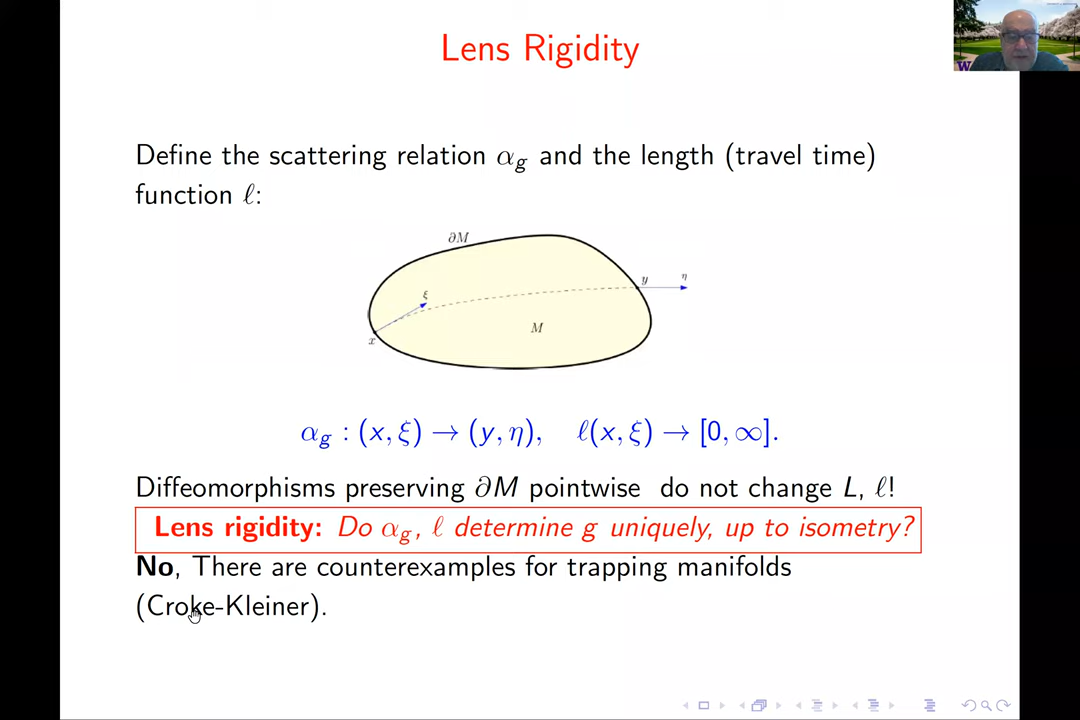 Lens Rigidity
W
Define the scattering relation α_g and the length (travel time)
function ℓ:
∂M
ξ
y
η
M
x
α_g : (x, ξ) → (y, η),   ℓ(x, ξ) → [0, ∞].
Diffeomorphisms preserving ∂M pointwise do not change L, ℓ!
Lens rigidity: Do α_g, ℓ determine g uniquely, up to isometry?
No, There are counterexamples for trapping manifolds
(Croke-Kleiner).